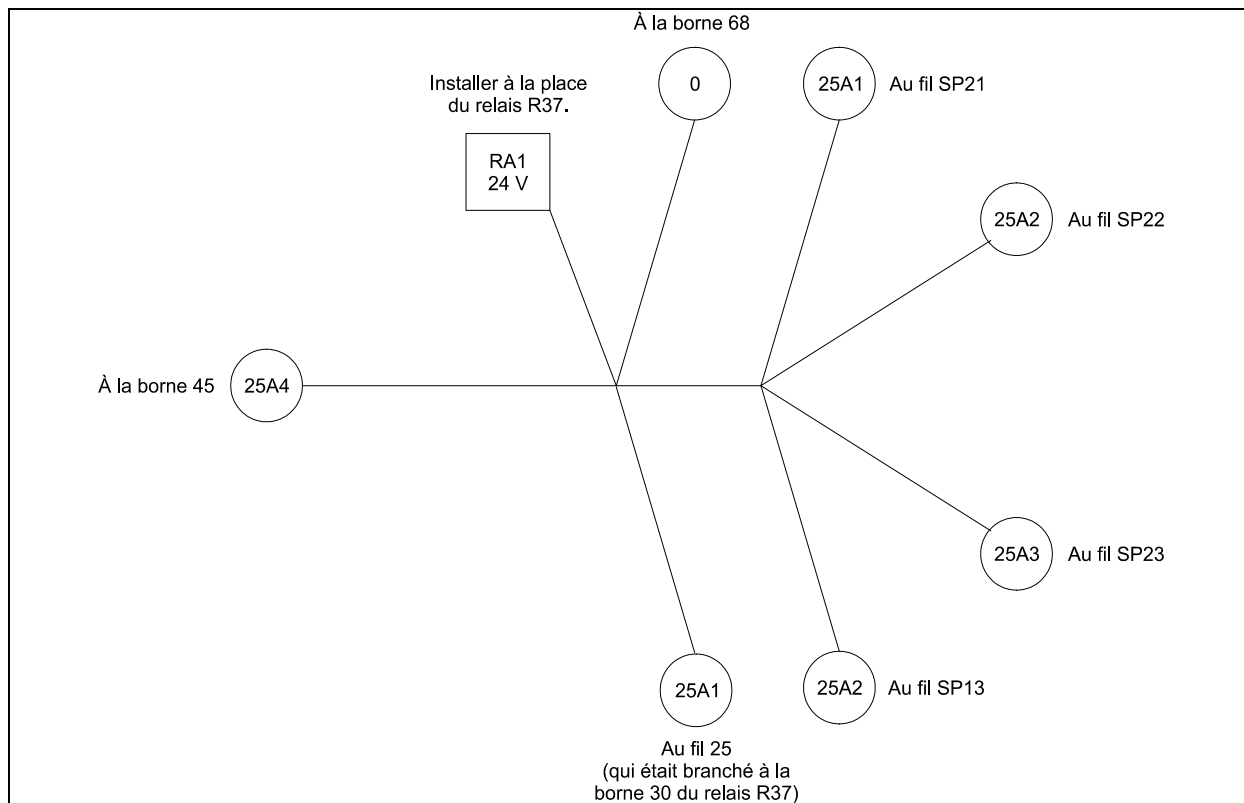 À la borne 68
0
25A1
Au fil SP21
Installer à la place
du relais R37.
RA1
24 V
25A2
Au fil SP22
À la borne 45
25A4
25A3
Au fil SP23
25A1
25A2
Au fil SP13
Au fil 25
(qui était branché à la
borne 30 du relais R37)